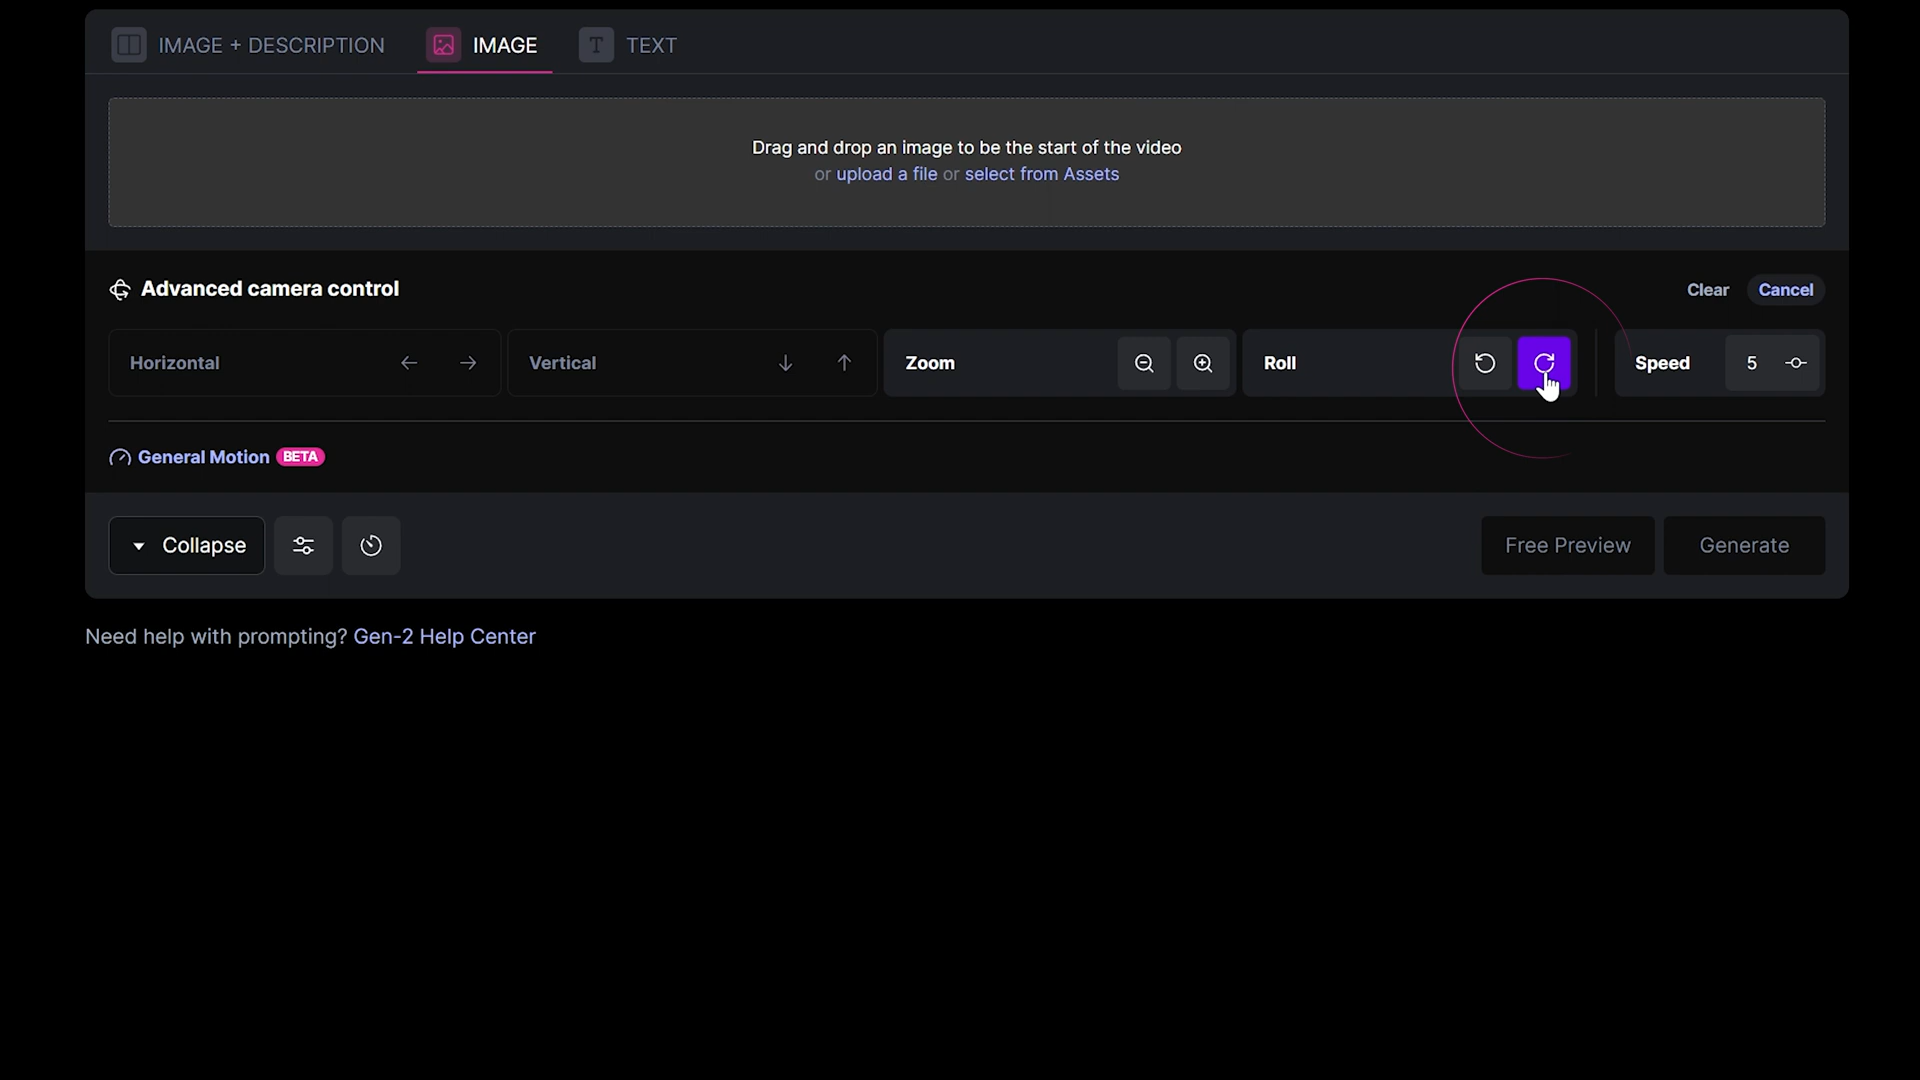 IMAGE + DESCRIPTION
IMAGE
T TEXT
Drag and drop an image to be the start of the video
or upload a file or select from Assets
Advanced camera control
Clear
Cancel
Horizontal
Vertical
Zoom
Roll
Speed
5
General Motion BETA
Collapse
Free Preview
Generate
Need help with prompting? Gen-2 Help Center